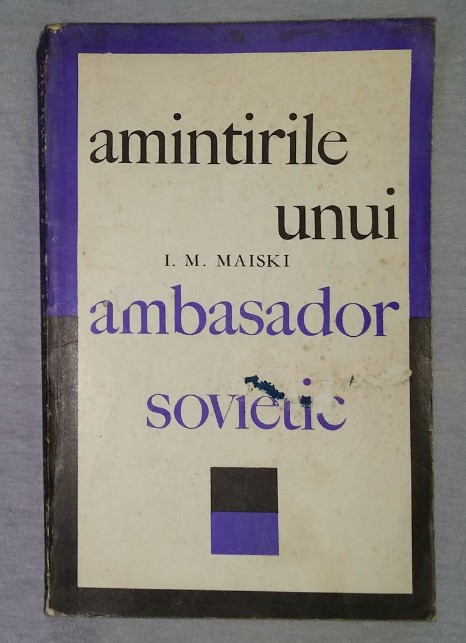 amintirile
unui
I. M. MAISKI
ambasador
sovietic